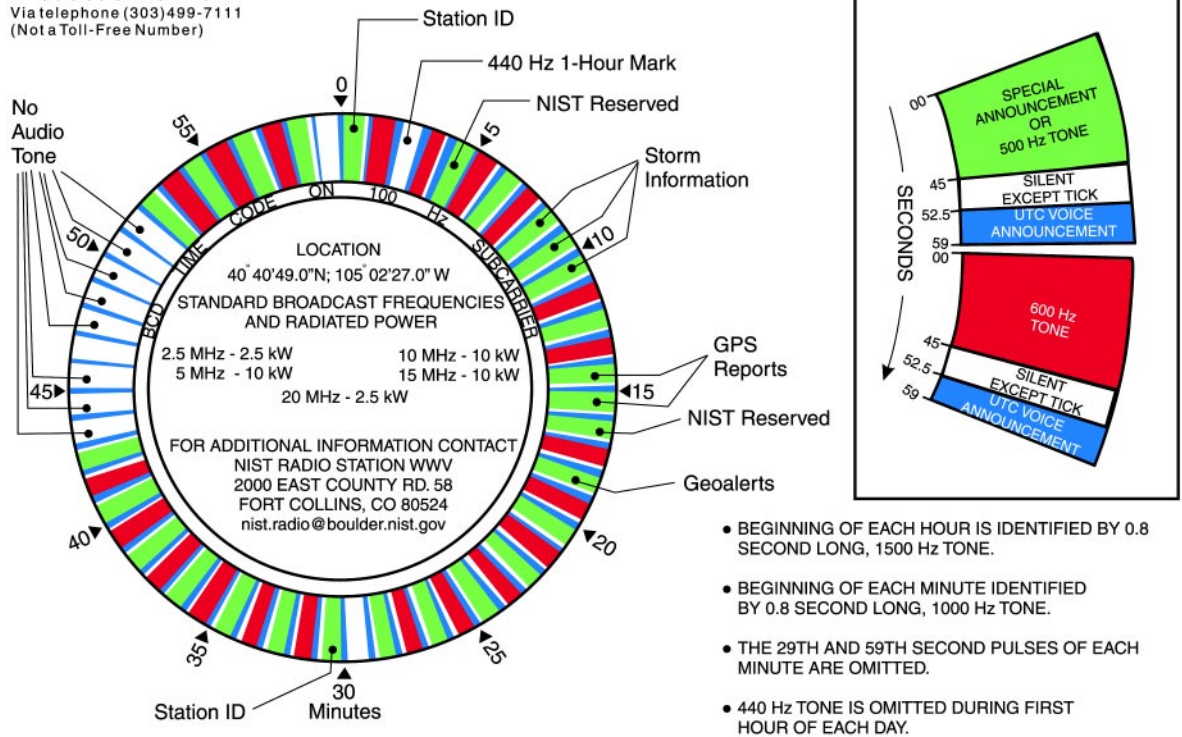 Via telephone (303) 499-7111
(Not a Toll-Free Number)
Station ID
440 Hz 1-Hour Mark
NIST Reserved
Storm
Information
GPS
Reports
NIST Reserved
Geoalerts
No
Audio
Tone
0
5
10
15
20
25
30
Minutes
35
40
45
50
55
Station ID
BCD TIME CODE ON 100 Hz SUBCARRIER
LOCATION
40°40'49.0"N; 105°02'27.0" W
STANDARD BROADCAST FREQUENCIES
AND RADIATED POWER
2.5 MHz - 2.5 kW 10 MHz - 10 kW
5 MHz - 10 kW 15 MHz - 10 kW
20 MHz - 2.5 kW
FOR ADDITIONAL INFORMATION CONTACT
NIST RADIO STATION WWV
2000 EAST COUNTY RD. 58
FORT COLLINS, CO 80524
nist.radio@boulder.nist.gov
SECONDS
00
SPECIAL
ANNOUNCEMENT
OR
500 Hz TONE
45
SILENT
EXCEPT TICK
52.5
UTC VOICE
ANNOUNCEMENT
59
00
600 Hz
TONE
45
SILENT
EXCEPT TICK
52.5
UTC VOICE
ANNOUNCEMENT
59
● BEGINNING OF EACH HOUR IS IDENTIFIED BY 0.8
SECOND LONG, 1500 Hz TONE.
● BEGINNING OF EACH MINUTE IDENTIFIED
BY 0.8 SECOND LONG, 1000 Hz TONE.
● THE 29TH AND 59TH SECOND PULSES OF EACH
MINUTE ARE OMITTED.
● 440 Hz TONE IS OMITTED DURING FIRST
HOUR OF EACH DAY.